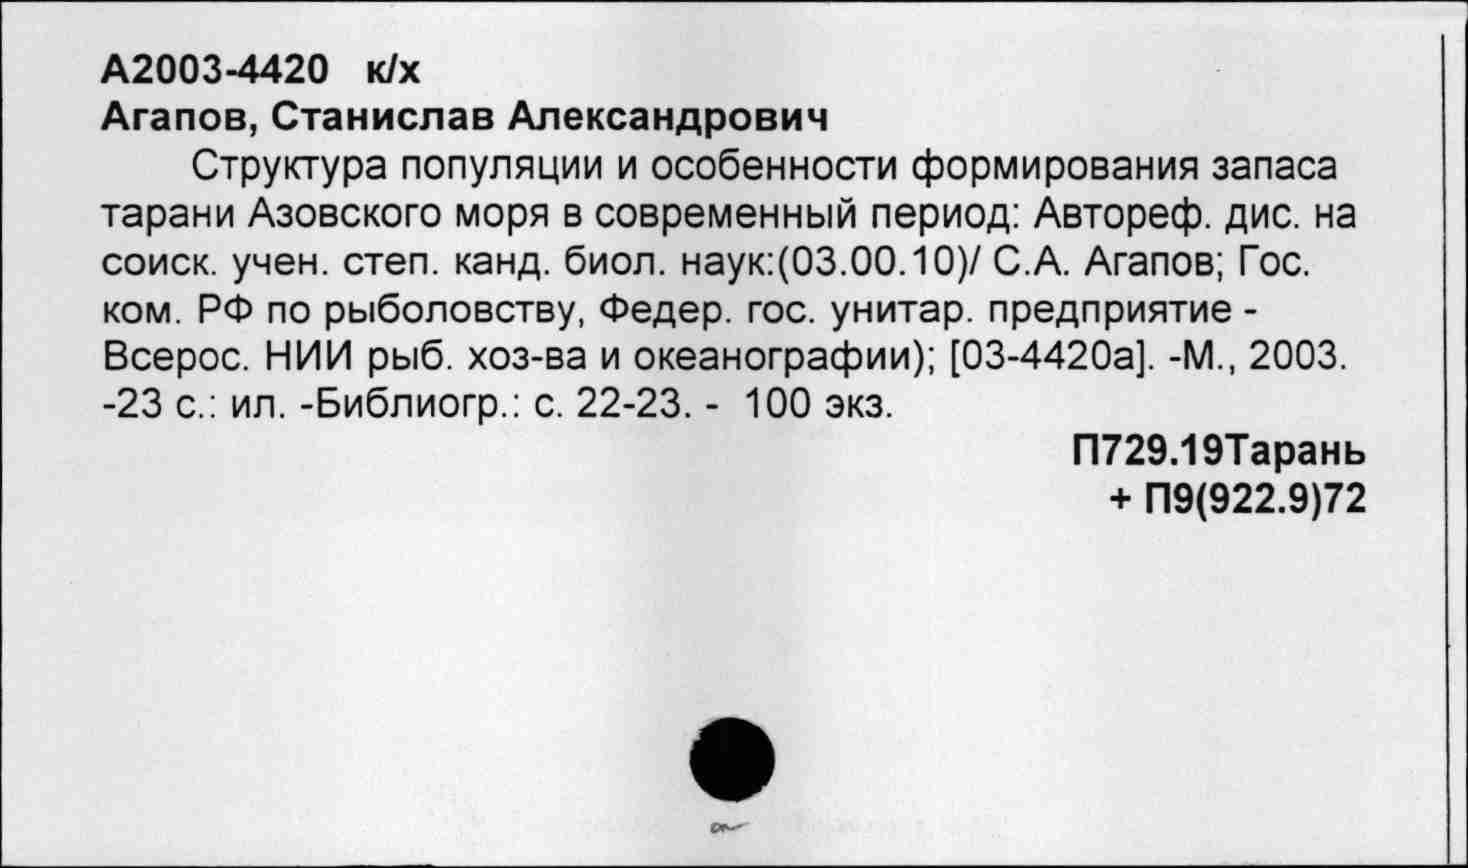 А2003-4420 к/х
Агапов, Станислав Александрович
Структура популяции и особенности формирования запаса
тарани Азовского моря в современный период: Автореф. дис. на
соиск. учен. степ. канд. биол. наук:(03.00.10)/ С.А. Агапов; Гос.
ком. РФ по рыболовству, Федер. гос. унитар. предприятие -
Всерос. НИИ рыб. хоз-ва и океанографии); [03-4420а]. -М., 2003.
-23 с.: ил. -Библиогр.: с. 22-23. - 100 экз.
П729.19Тарань
+ П9(922.9)72